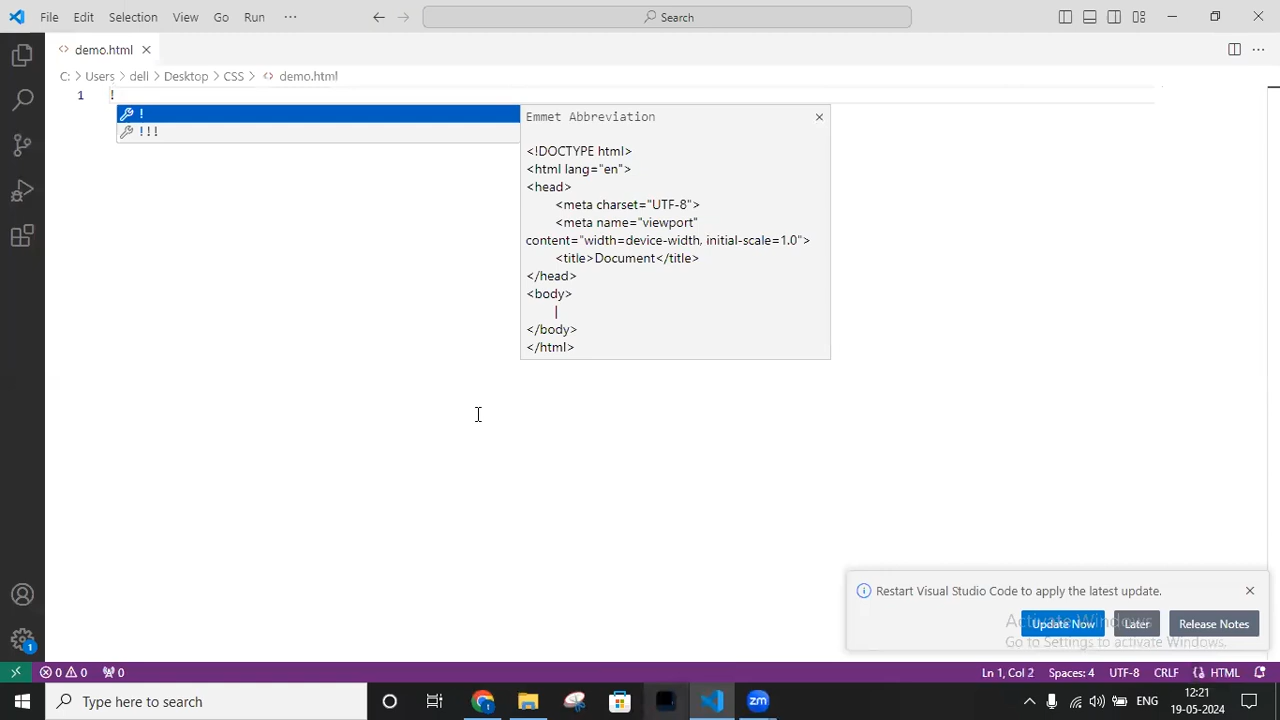 File Edit Selection View Go Run ··· Search
demo.html
C: > Users > dell > Desktop > CSS > demo.html
1 !
!
!!!
Emmet Abbreviation
<!DOCTYPE html>
<html lang="en">
<head>
<meta charset="UTF-8">
<meta name="viewport"
content="width=device-width, initial-scale=1.0">
<title>Document</title>
</head>
<body>
|
</body>
</html>
Restart Visual Studio Code to apply the latest update.
Update Now Later Release Notes
Activate Windows
Go to Settings to activate Windows.
1
0 0 0 Ln 1, Col 2 Spaces: 4 UTF-8 CRLF {} HTML
Type here to search zm ENG 12:21
19-05-2024